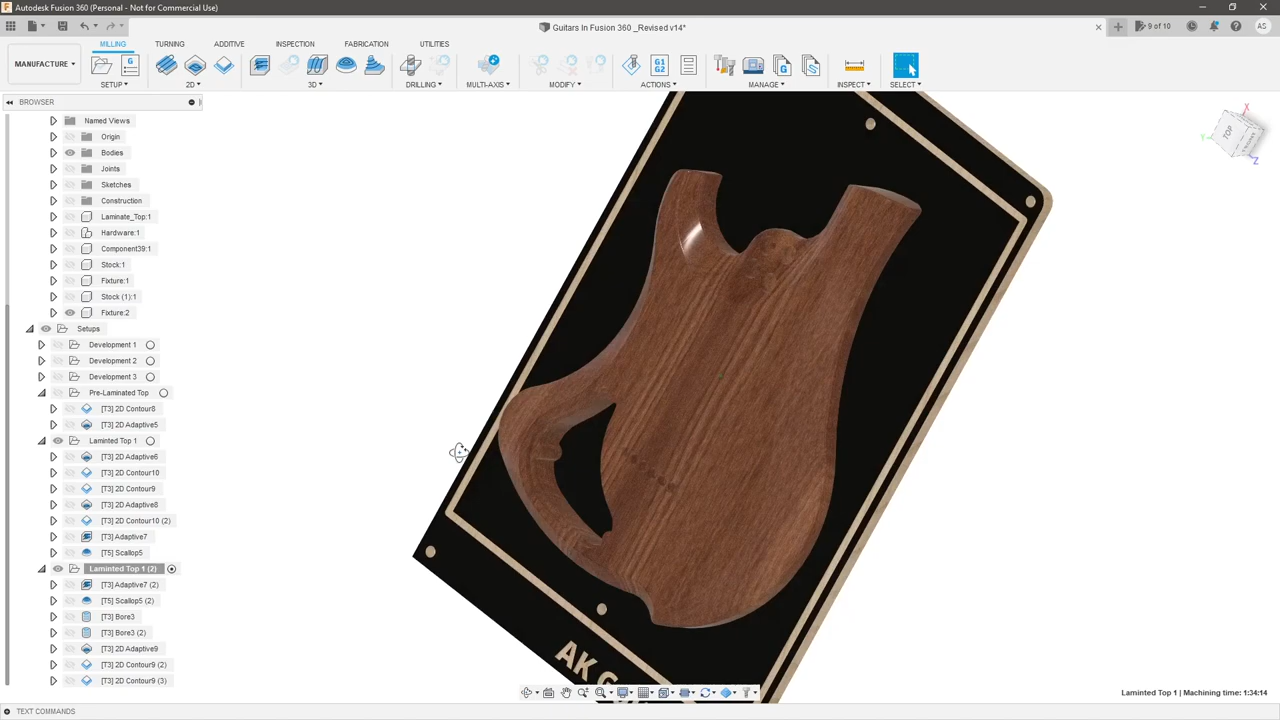 Autodesk Fusion 360 (Personal - Not for Commercial Use)
Guitars In Fusion 360 _Revised v14*
9 of 10
AS
MANUFACTURE
MILLING
TURNING
ADDITIVE
INSPECTION
FABRICATION
UTILITIES
G
G1
G2
G
SETUP
2D
3D
DRILLING
MULTI-AXIS
MODIFY
ACTIONS
MANAGE
INSPECT
SELECT
BROWSER
Named Views
Origin
Bodies
Joints
Sketches
Construction
Laminate_Top:1
Hardware:1
Component39:1
Stock:1
Fixture:1
Stock (1):1
Fixture:2
Setups
Development 1
Development 2
Development 3
Pre-Laminated Top
[T3] 2D Contour8
[T3] 2D Adaptive5
Laminted Top 1
[T3] 2D Adaptive6
[T3] 2D Contour10
[T3] 2D Contour9
[T3] 2D Adaptive8
[T3] 2D Contour10 (2)
[T3] Adaptive7
[T5] Scallop5
Laminted Top 1 (2)
[T3] Adaptive7 (2)
[T5] Scallop5 (2)
[T3] Bore3
[T3] Bore3 (2)
[T3] 2D Adaptive9
[T3] 2D Contour9 (2)
[T3] 2D Contour9 (3)
X
Y
Z
TOP
AK G
Laminted Top 1 | Machining time: 1:34:14
TEXT COMMANDS